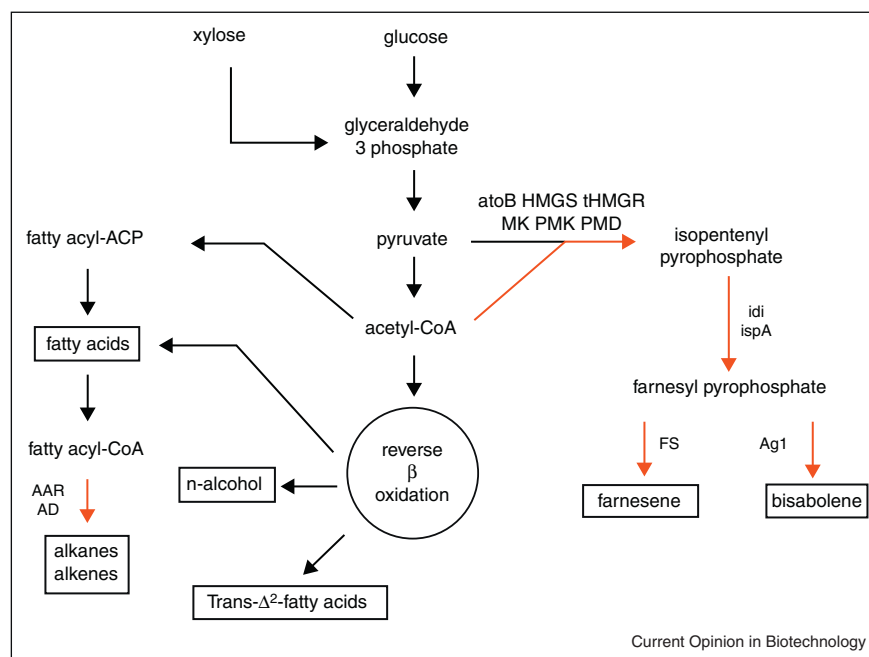 xylose
glucose
glyceraldehyde
3 phosphate
atoB HMGS tHMGR
MK PMK PMD
fatty acyl-ACP
pyruvate
isopentenyl
pyrophosphate
idi
ispA
acetyl-CoA
fatty acids
farnesyl pyrophosphate
fatty acyl-CoA
reverse
β
oxidation
FS
Ag1
n-alcohol
AAR
AD
farnesene
bisabolene
alkanes
alkenes
Trans-Δ²-fatty acids
Current Opinion in Biotechnology